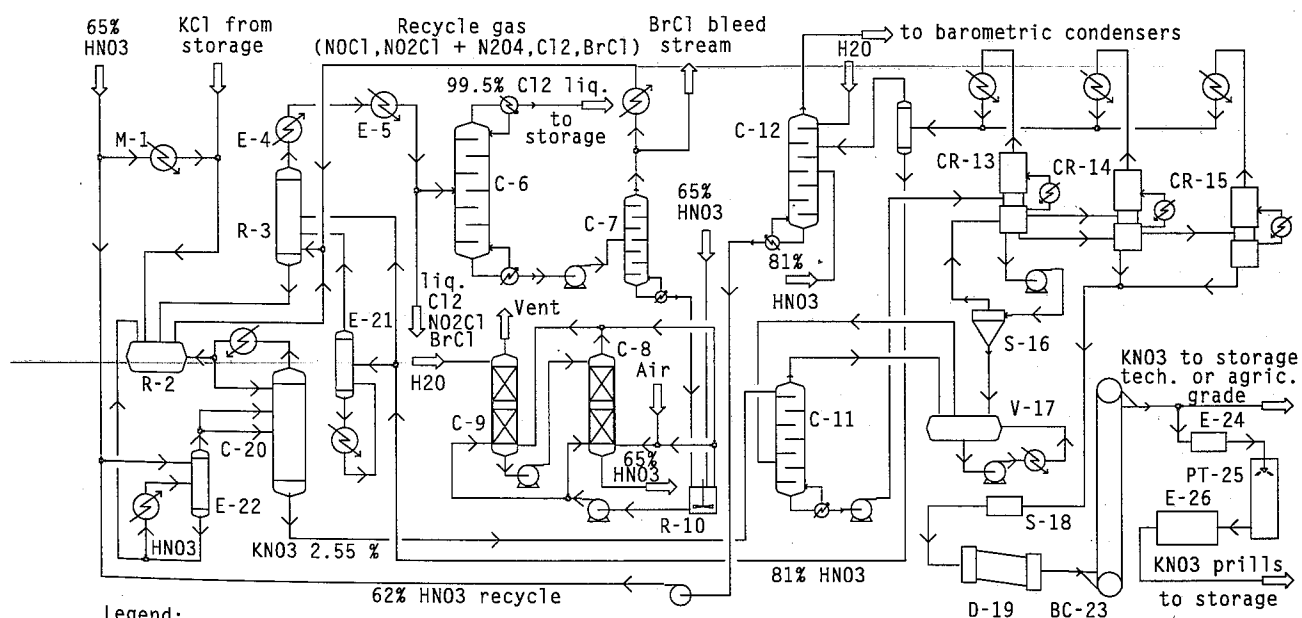 65%
HNO3
KCl from
storage
Recycle gas
(NOCl,NO2Cl + N2O4,Cl2,BrCl)
BrCl bleed
stream
to barometric condensers
H2O
99.5% Cl2 liq.
to
storage
M-1
E-4
E-5
C-6
C-7
C-12
CR-13
CR-14
CR-15
R-3
65%
HNO3
81%
HNO3
liq.
Cl2
NO2Cl
BrCl
Vent
E-21
H2O
C-8
Air
C-9
S-16
R-2
C-20
C-11
V-17
KNO3 to storage
tech. or agric.
grade
E-24
65%
HNO3
PT-25
E-26
E-22
HNO3
KNO3 2.55 %
R-10
S-18
81% HNO3
KNO3 prills
to storage
62% HNO3 recycle
D-19
BC-23
Legend: